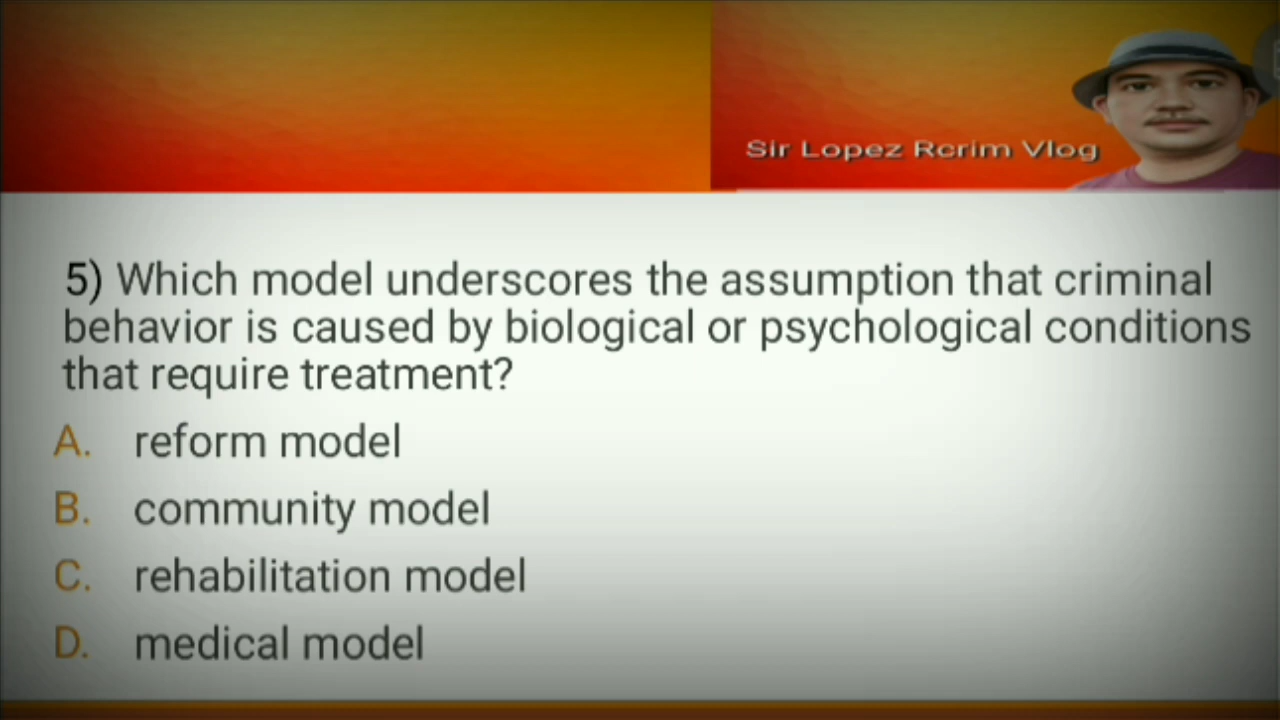 Sir Lopez Rcrim Vlog
5) Which model underscores the assumption that criminal
behavior is caused by biological or psychological conditions
that require treatment?
A. reform model
B. community model
C. rehabilitation model
D. medical model